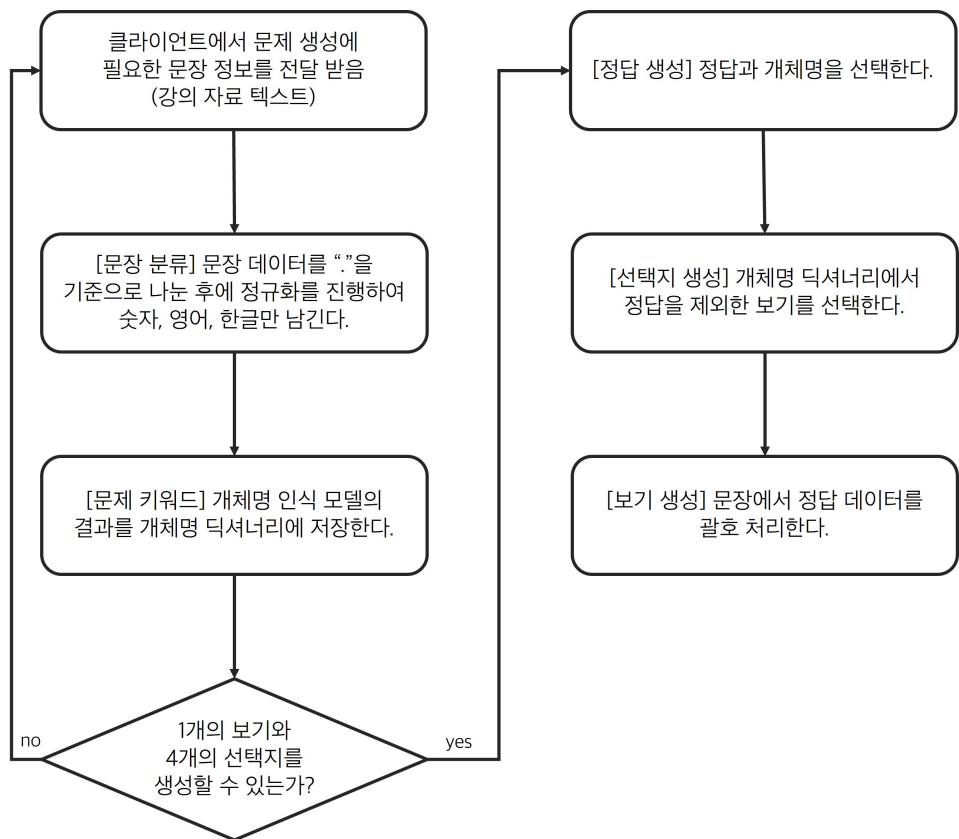 클라이언트에서 문제 생성에
필요한 문장 정보를 전달 받음
(강의 자료 텍스트)
[문장 분류] 문장 데이터를 “.”을
기준으로 나눈 후에 정규화를 진행하여
숫자, 영어, 한글만 남긴다.
[문제 키워드] 개체명 인식 모델의
결과를 개체명 딕셔너리에 저장한다.
1개의 보기와
4개의 선택지를
생성할 수 있는가?
no
yes
[정답 생성] 정답과 개체명을 선택한다.
[선택지 생성] 개체명 딕셔너리에서
정답을 제외한 보기를 선택한다.
[보기 생성] 문장에서 정답 데이터를
괄호 처리한다.